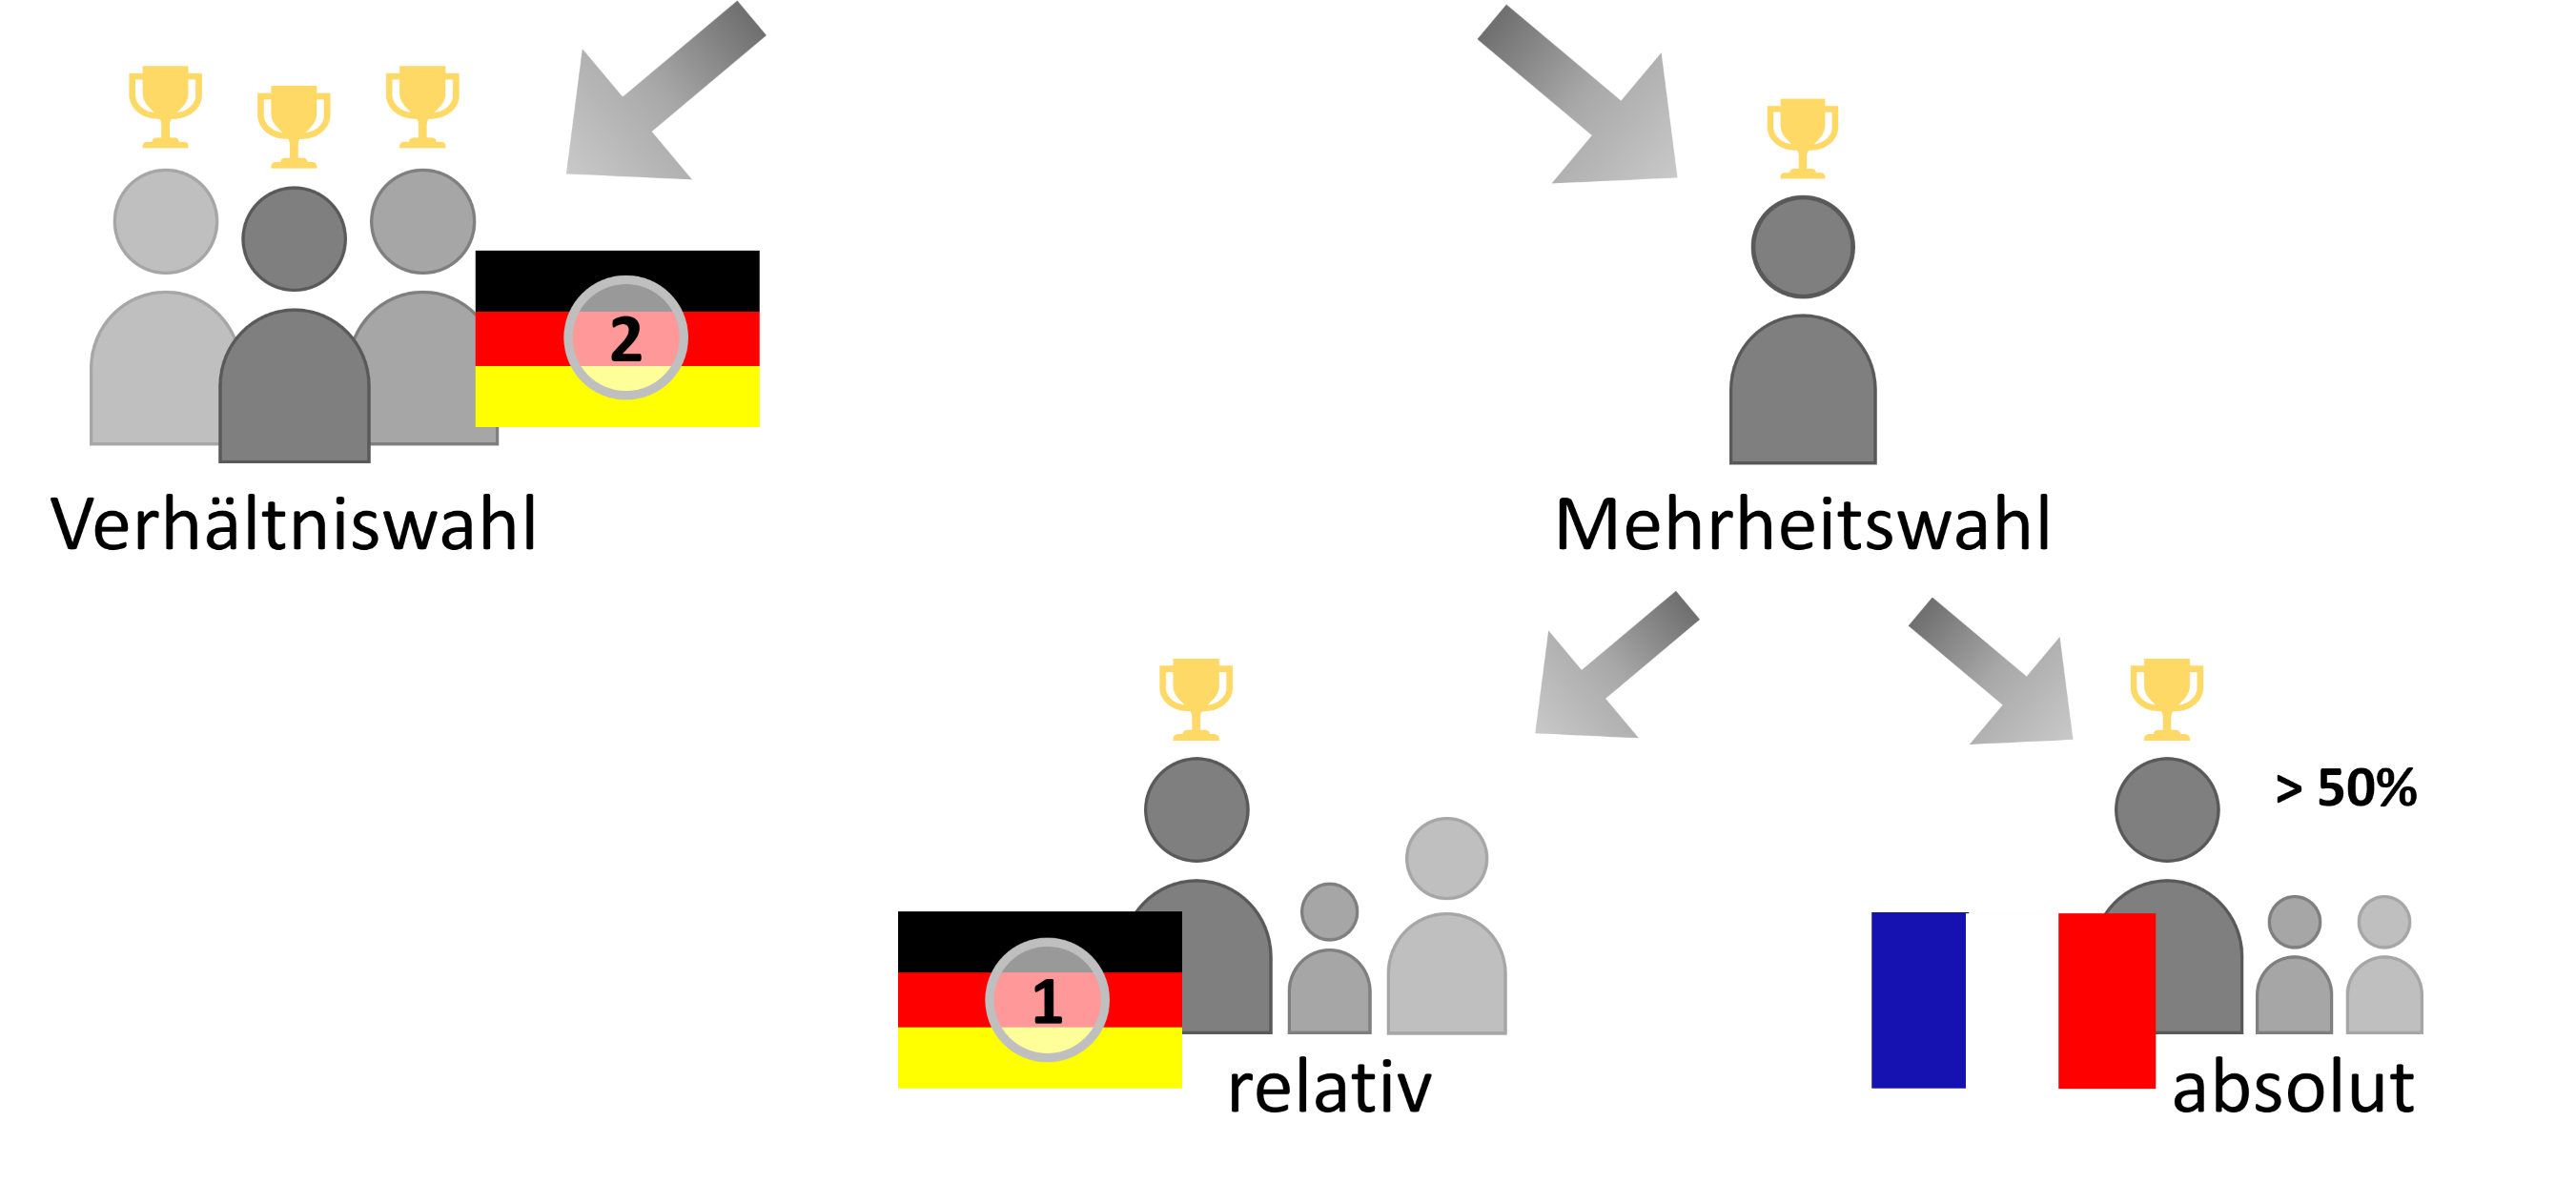 2
Verhältniswahl
Mehrheitswahl
> 50%
1
relativ
absolut